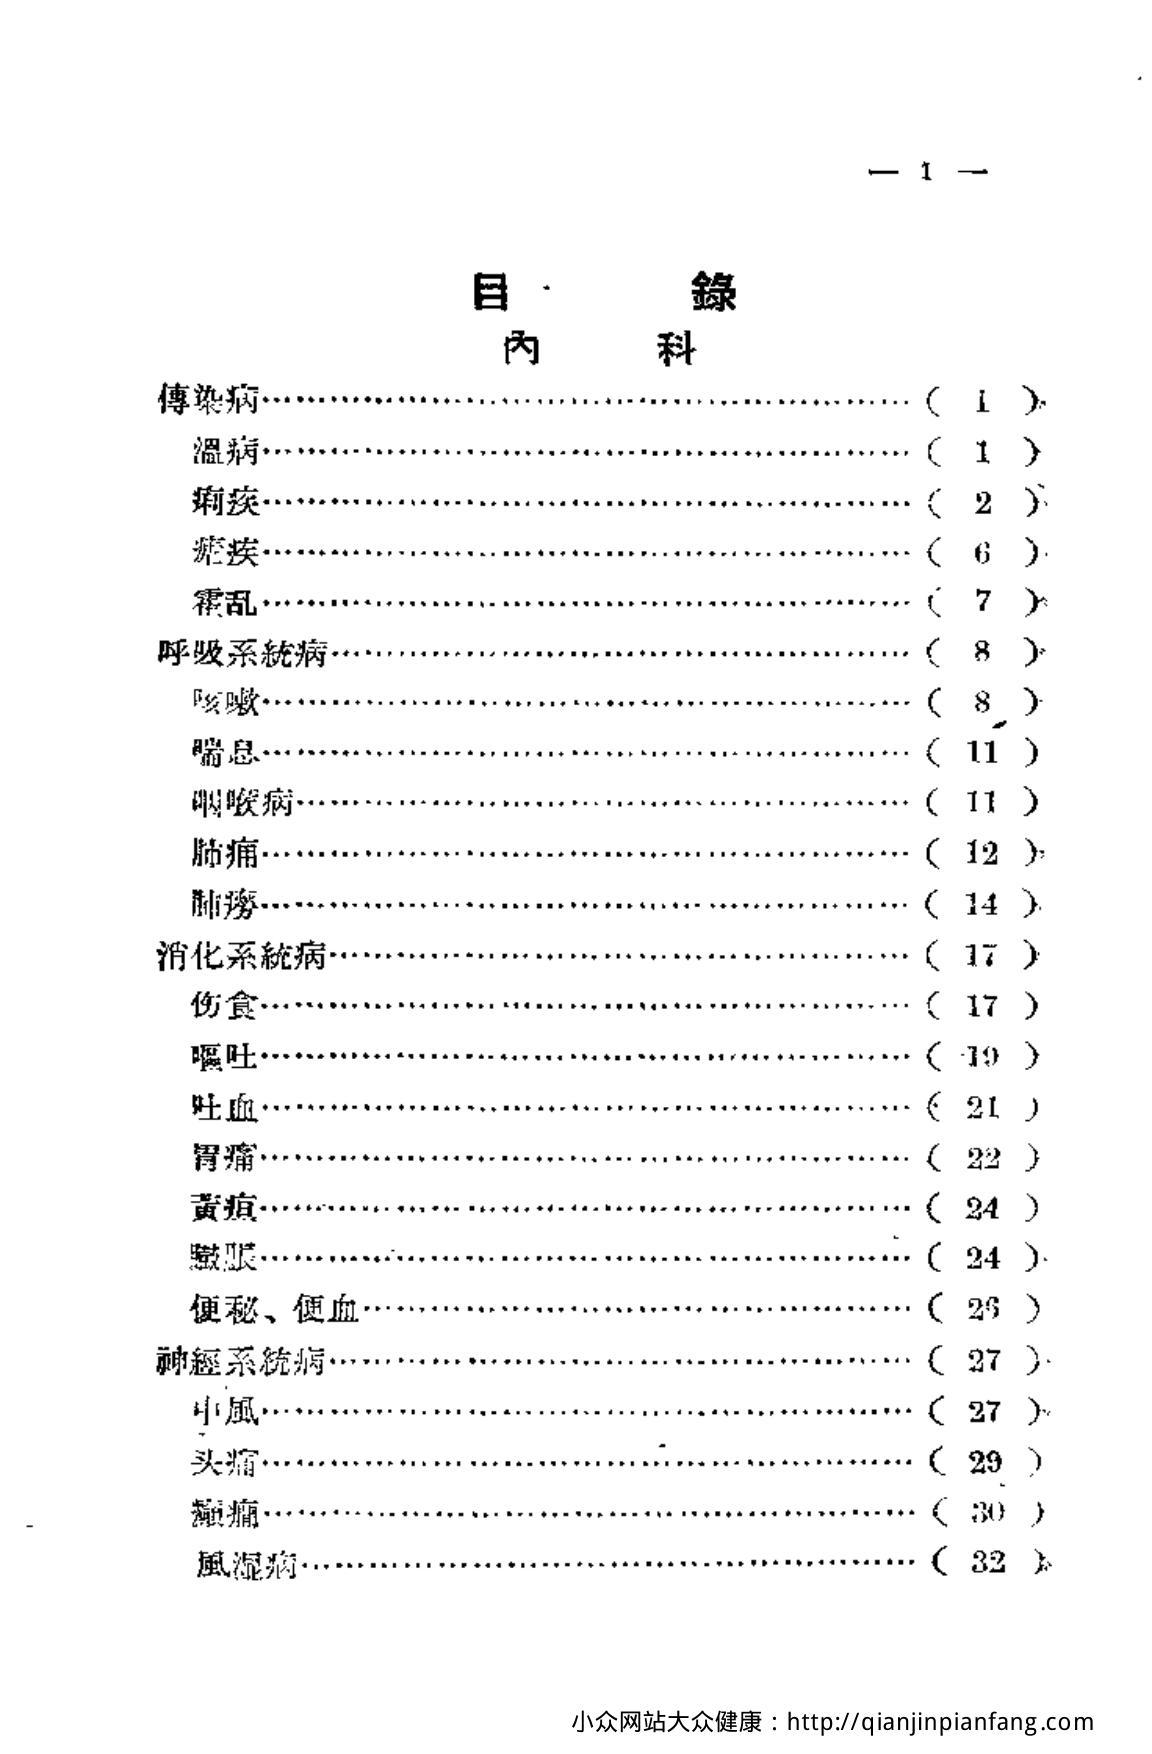 — 1 —
目 錄
內 科
傳染病……………………( 1 )
溫病……………………( 1 )
痢疾……………………( 2 )
瘧疾……………………( 6 )
霍乱……………………( 7 )
呼吸系統病……………………( 8 )
咳嗽……………………( 8 )
喘息……………………( 11 )
咽喉病……………………( 11 )
肺痈……………………( 12 )
肺癆……………………( 14 )
消化系統病……………………( 17 )
伤食……………………( 17 )
嘔吐……………………( 19 )
吐血……………………( 21 )
胃痛……………………( 22 )
黃疸……………………( 24 )
臌脹……………………( 24 )
便秘、便血……………………( 26 )
神經系統病……………………( 27 )
中風……………………( 27 )
头痛……………………( 29 )
癲癇……………………( 30 )
風湿病……………………( 32 )
小众网站大众健康：http://qianjinpianfang.com